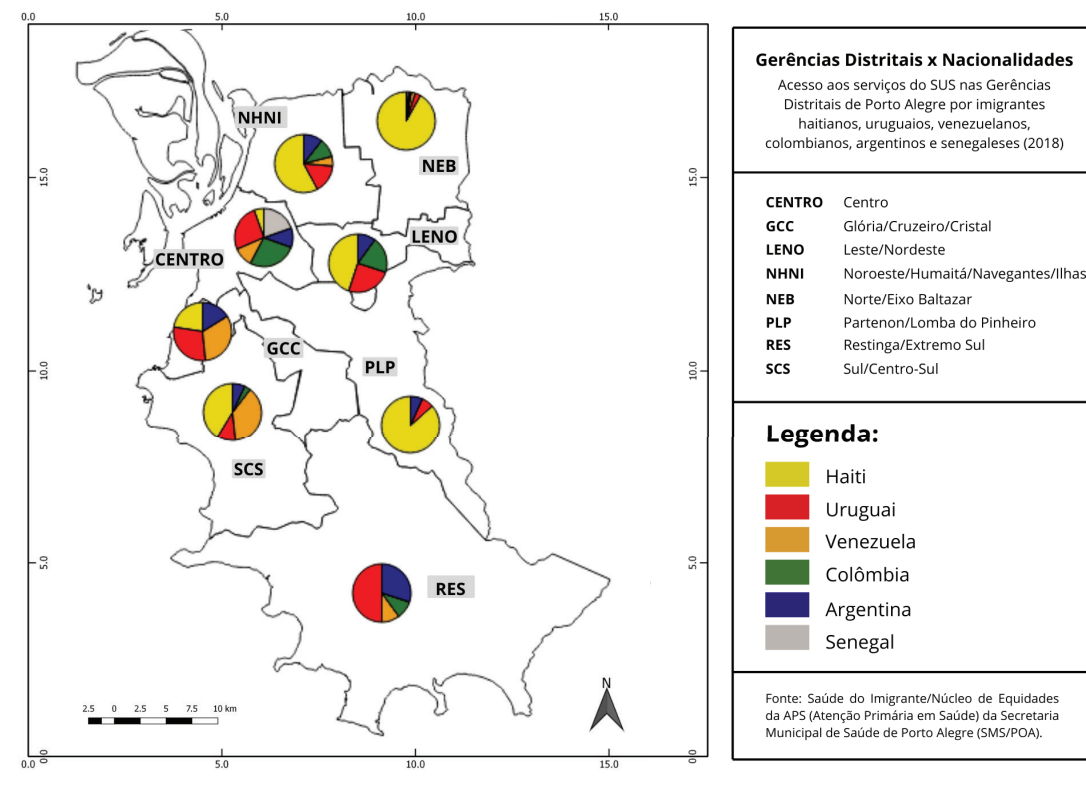 0.0 5.0 10.0 15.0
NHNI
NEB
15.0 15.0
LENO
CENTRO
GCC
10.0 10.0
PLP
SCS
5.0 5.0
RES
N
2.5 0 2.5 5 7.5 10 km
0.0 0.0
0.0 5.0 10.0 15.0
Gerências Distritais x Nacionalidades
Acesso aos serviços do SUS nas Gerências
Distritais de Porto Alegre por imigrantes
haitianos, uruguaios, venezuelanos,
colombianos, argentinos e senegaleses (2018)
CENTRO Centro
GCC Glória/Cruzeiro/Cristal
LENO Leste/Nordeste
NHNI Noroeste/Humaitá/Navegantes/Ilhas
NEB Norte/Eixo Baltazar
PLP Partenon/Lomba do Pinheiro
RES Restinga/Extremo Sul
SCS Sul/Centro-Sul
Legenda:
Haiti
Uruguai
Venezuela
Colômbia
Argentina
Senegal
Fonte: Saúde do Imigrante/Núcleo de Equidades
da APS (Atenção Primária em Saúde) da Secretaria
Municipal de Saúde de Porto Alegre (SMS/POA).